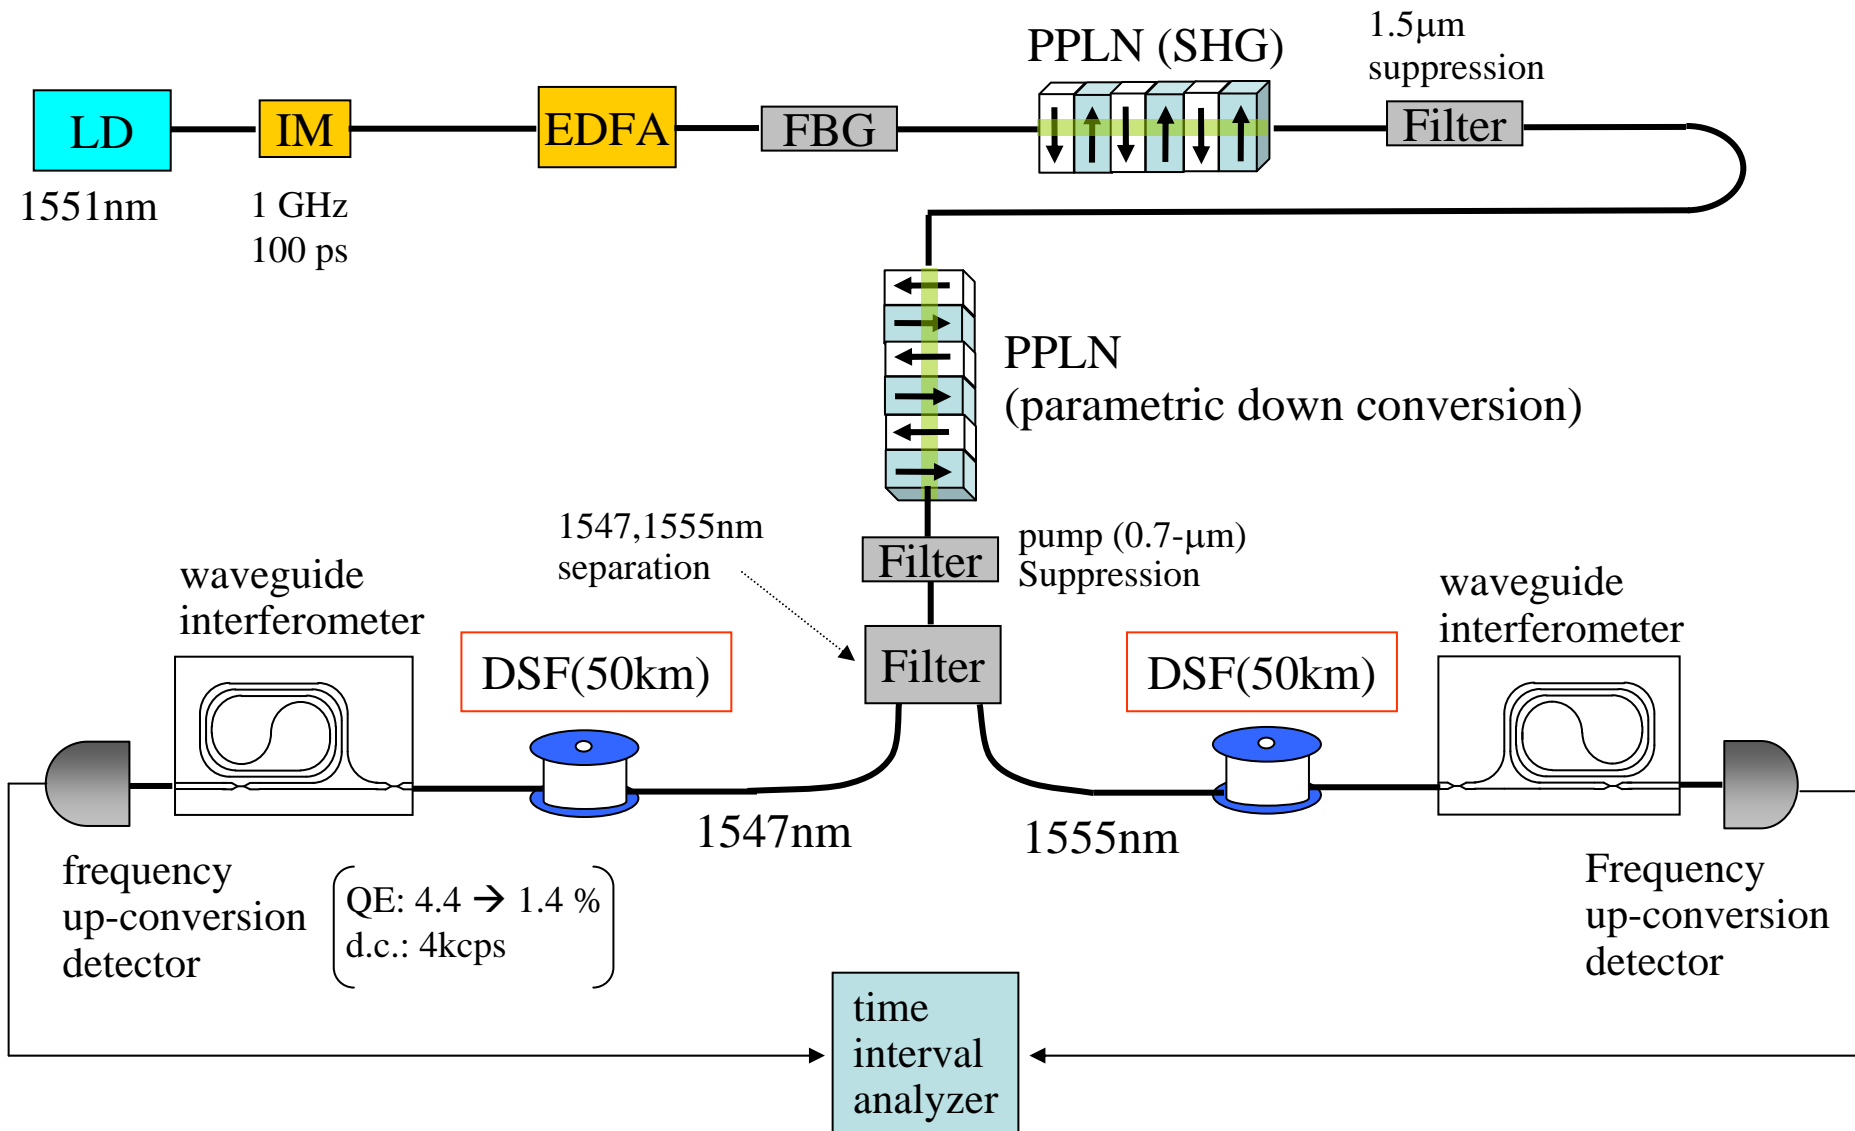 PPLN (SHG)
1.5μm
suppression
LD
IM
EDFA
FBG
Filter
1551nm
1 GHz
100 ps
PPLN
(parametric down conversion)
1547,1555nm
separation
Filter
pump (0.7-μm)
Suppression
waveguide
interferometer
DSF(50km)
Filter
DSF(50km)
waveguide
interferometer
1547nm
1555nm
frequency
up-conversion
detector
QE: 4.4 → 1.4 %
d.c.: 4kcps
Frequency
up-conversion
detector
time
interval
analyzer